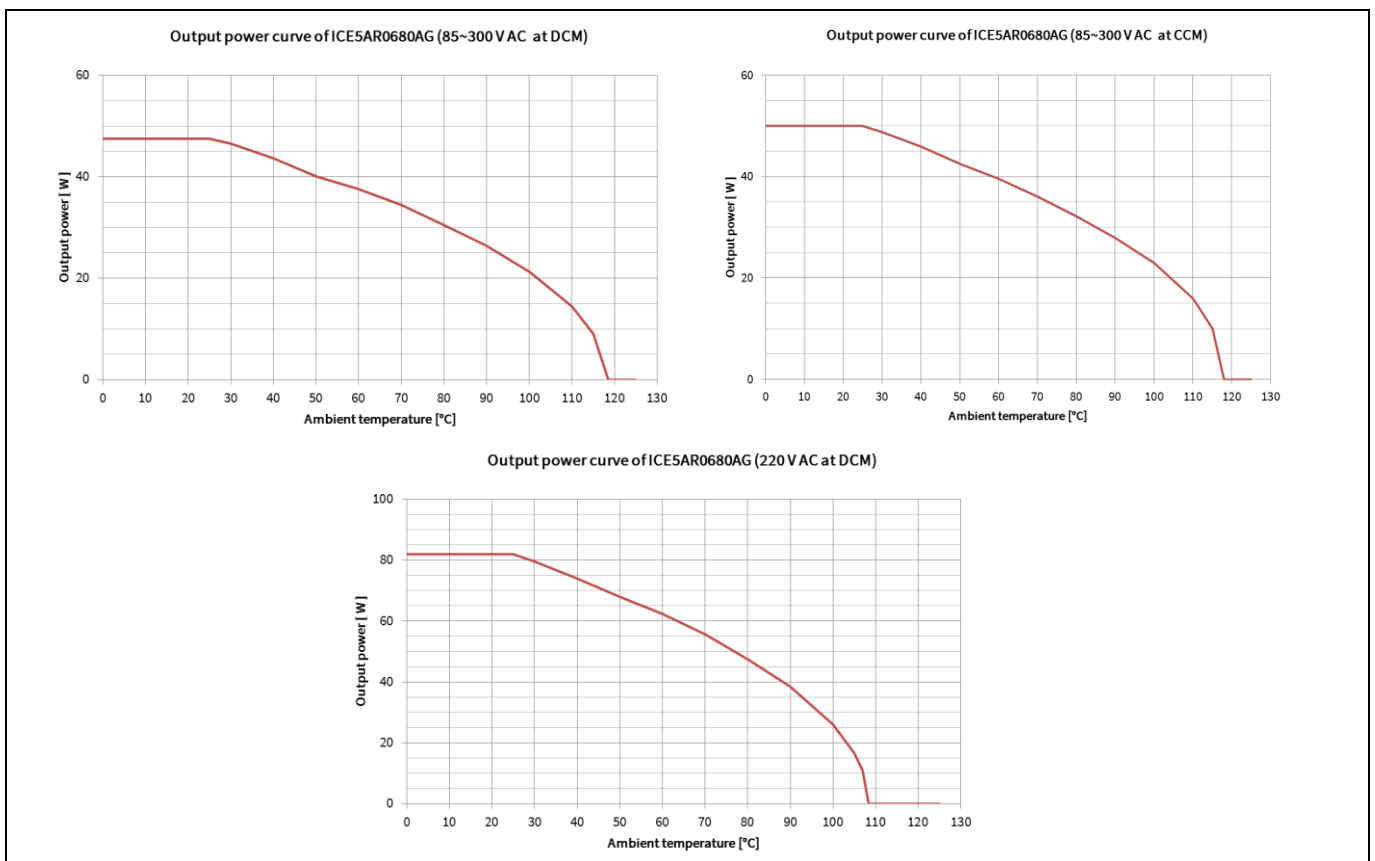 Output power curve of ICE5AR0680AG (85~300 V AC at DCM)
60
40
20
0
Output power [ W]
0 10 20 30 40 50 60 70 80 90 100 110 120 130
Ambient temperature [°C]
Output power curve of ICE5AR0680AG (85~300 V AC at CCM)
60
40
20
0
Output power [ W]
0 10 20 30 40 50 60 70 80 90 100 110 120 130
Ambient temperature [°C]
Output power curve of ICE5AR0680AG (220 V AC at DCM)
100
80
60
40
20
0
Output power [ W]
0 10 20 30 40 50 60 70 80 90 100 110 120 130
Ambient temperature [°C]